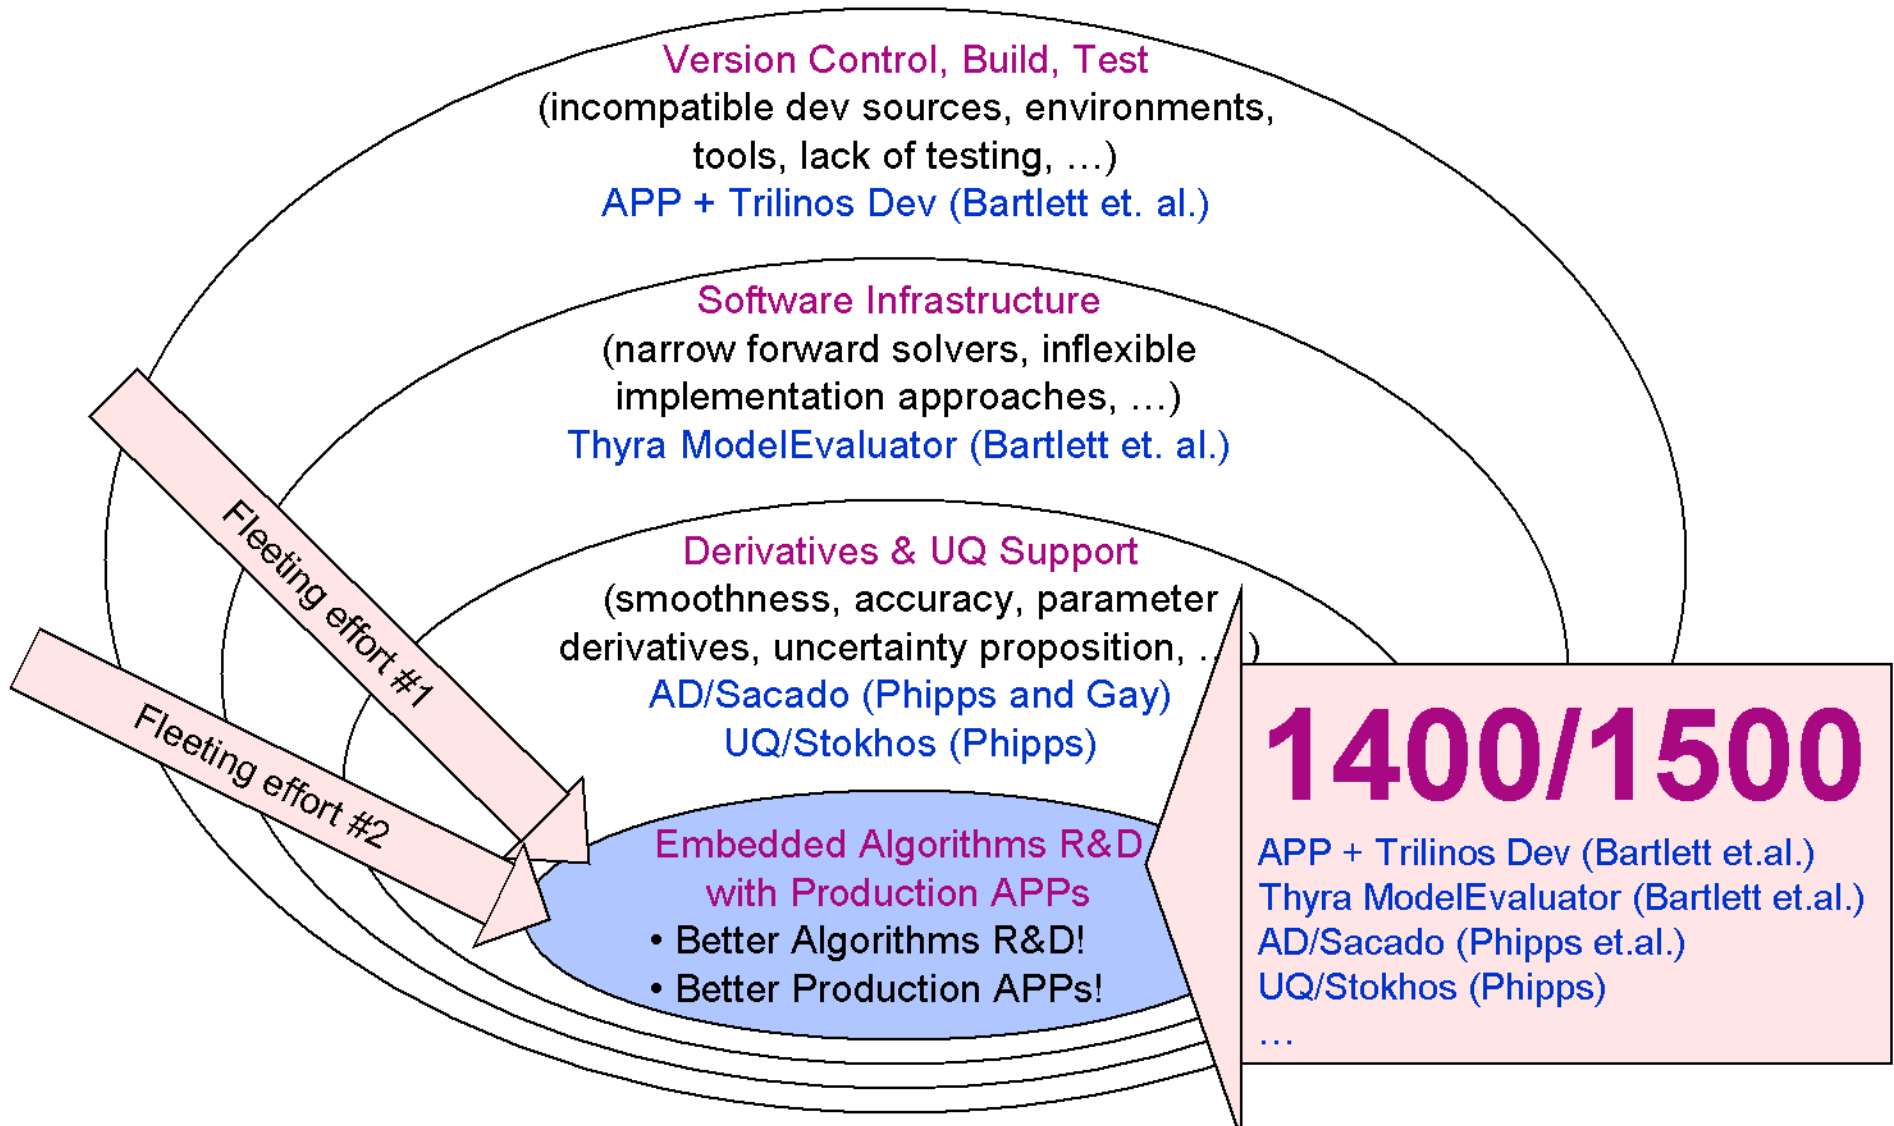 Version Control, Build, Test
(incompatible dev sources, environments,
tools, lack of testing, …)
APP + Trilinos Dev (Bartlett et. al.)
Software Infrastructure
(narrow forward solvers, inflexible
implementation approaches, …)
Thyra ModelEvaluator (Bartlett et. al.)
Fleeting effort #1
Derivatives & UQ Support
(smoothness, accuracy, parameter
derivatives, uncertainty proposition, …)
AD/Sacado (Phipps and Gay)
UQ/Stokhos (Phipps)
Fleeting effort #2
Embedded Algorithms R&D
with Production APPs
• Better Algorithms R&D!
• Better Production APPs!
1400/1500
APP + Trilinos Dev (Bartlett et.al.)
Thyra ModelEvaluator (Bartlett et.al.)
AD/Sacado (Phipps et.al.)
UQ/Stokhos (Phipps)
…